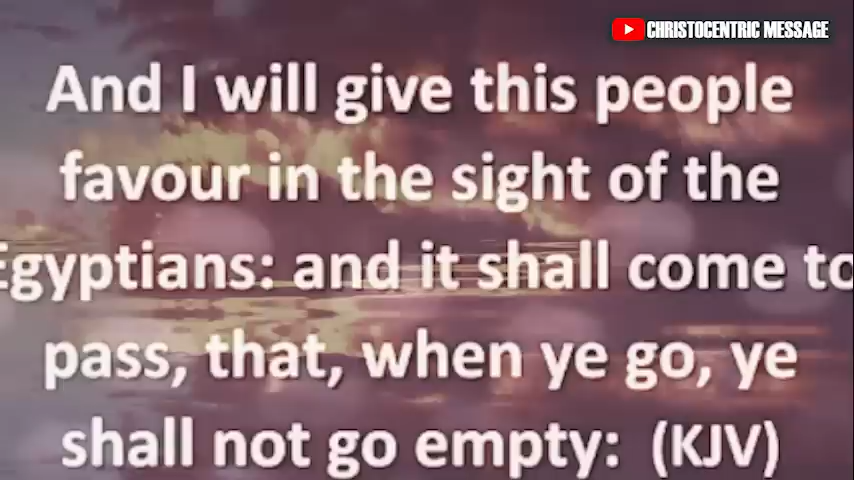 CHRISTOCENTRIC MESSAGE
And I will give this people
favour in the sight of the
Egyptians: and it shall come to
pass, that, when ye go, ye
shall not go empty: (KJV)